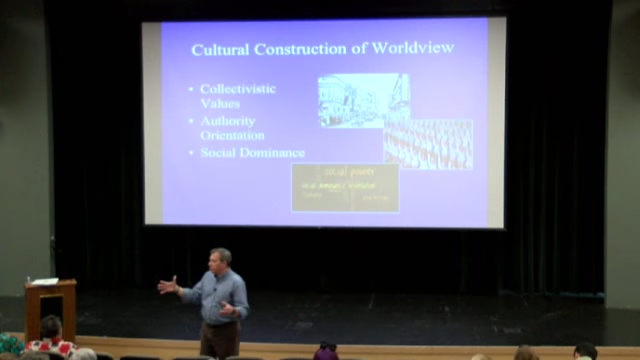 Cultural Construction of Worldview
• Collectivistic
Values
• Authority
Orientation
• Social Dominance
social power